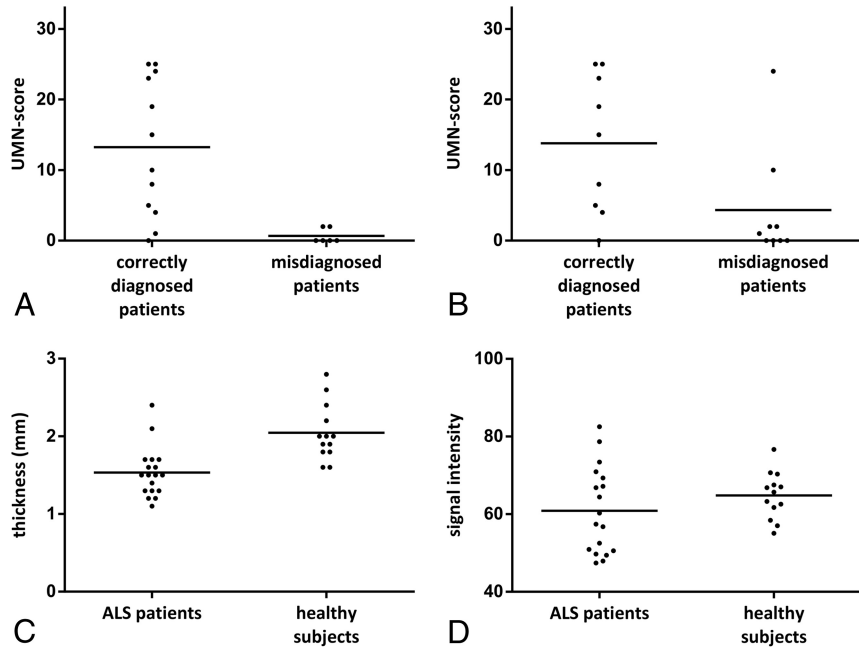 30
20
10
0
UMN-score
correctly
diagnosed
patients
misdiagnosed
patients
A
30
20
10
0
UMN-score
correctly
diagnosed
patients
misdiagnosed
patients
B
3
2
1
0
thickness (mm)
ALS patients
healthy
subjects
C
100
80
60
40
signal intensity
ALS patients
healthy
subjects
D